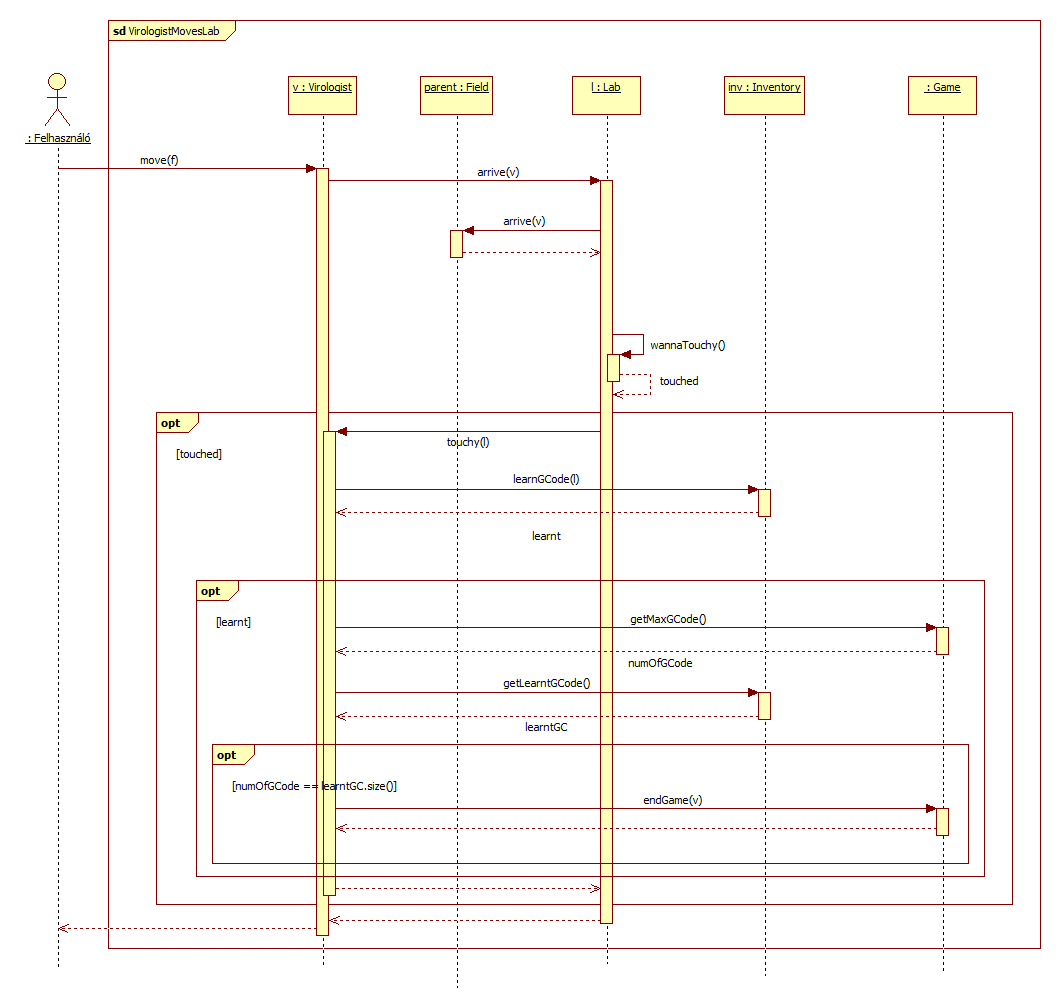 sd VirologistMovesLab
v : Virologist
parent : Field
l : Lab
inv : Inventory
: Game
: Felhasználó
move(f)
arrive(v)
arrive(v)
wannaTouchy()
touched
opt
touchy(l)
[touched]
learnGCode(l)
learnt
opt
[learnt]
getMaxGCode()
numOfGCode
getLearntGCode()
learntGC
opt
[numOfGCode == learntGC.size()]
endGame(v)